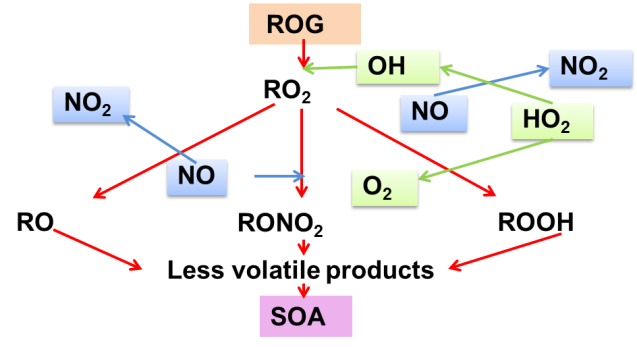 ROG
OH
NO₂
RO₂
NO₂
NO
HO₂
NO
O₂
RO
RONO₂
ROOH
Less volatile products
SOA